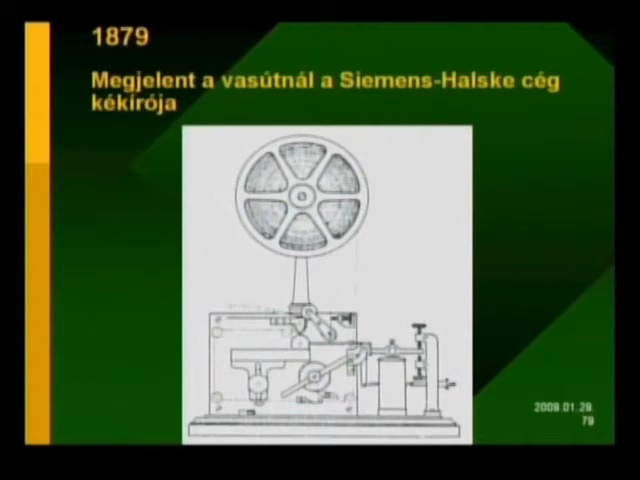 1879
Megjelent a vasútnál a Siemens-Halske cég
kékírója
2009.01.29.
79